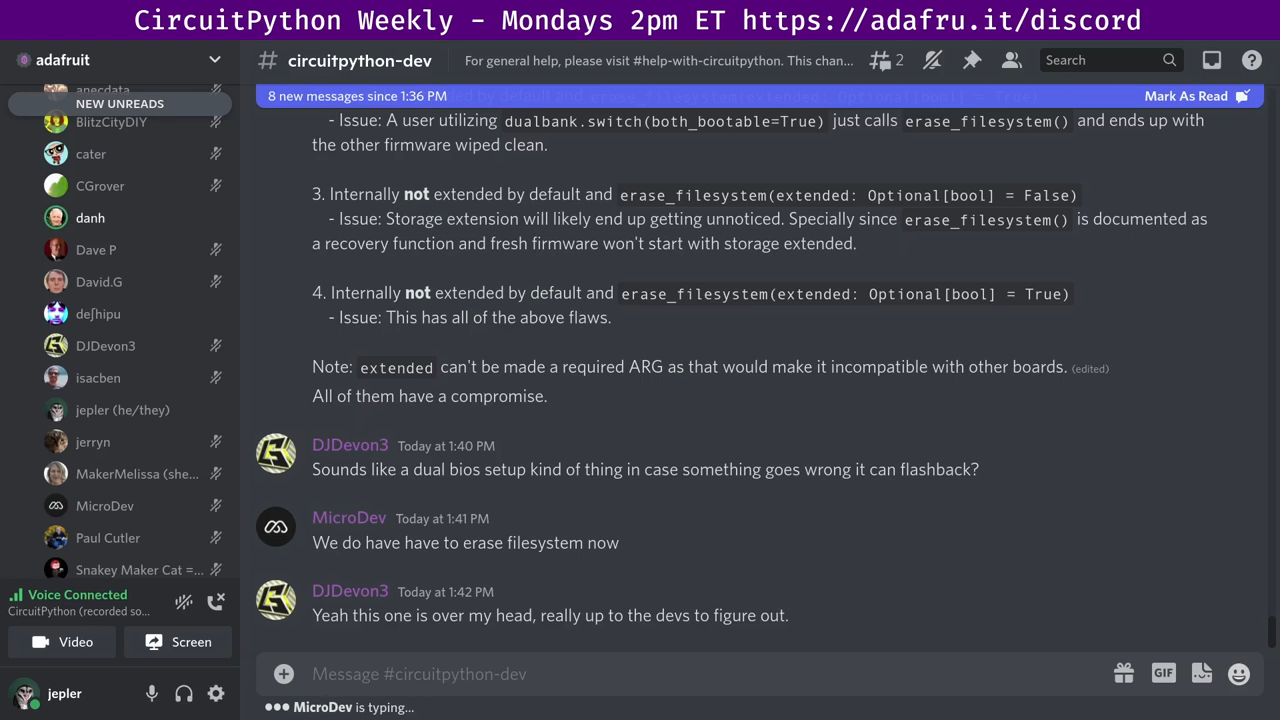 CircuitPython Weekly - Mondays 2pm ET https://adafru.it/discord
adafruit
# circuitpython-dev
For general help, please visit #help-with-circuitpython. This chan...
2
Search
anecdata
NEW UNREADS
BlitzCityDIY
cater
CGrover
danh
Dave P
David.G
deʃhipu
DJDevon3
isacben
jepler (he/they)
jerryn
MakerMelissa (she...
MicroDev
Paul Cutler
Snakey Maker Cat =...
Voice Connected
CircuitPython (recorded so...
Video
Screen
jepler
8 new messages since 1:36 PM
Mark As Read
- Issue: A user utilizing dualbank.switch(both_bootable=True) just calls erase_filesystem() and ends up with
the other firmware wiped clean.
3. Internally not extended by default and erase_filesystem(extended: Optional[bool] = False)
- Issue: Storage extension will likely end up getting unnoticed. Specially since erase_filesystem() is documented as
a recovery function and fresh firmware won't start with storage extended.
4. Internally not extended by default and erase_filesystem(extended: Optional[bool] = True)
- Issue: This has all of the above flaws.
Note: extended can't be made a required ARG as that would make it incompatible with other boards. (edited)
All of them have a compromise.
DJDevon3 Today at 1:40 PM
Sounds like a dual bios setup kind of thing in case something goes wrong it can flashback?
MicroDev Today at 1:41 PM
We do have have to erase filesystem now
DJDevon3 Today at 1:42 PM
Yeah this one is over my head, really up to the devs to figure out.
Message #circuitpython-dev
GIF
MicroDev is typing...